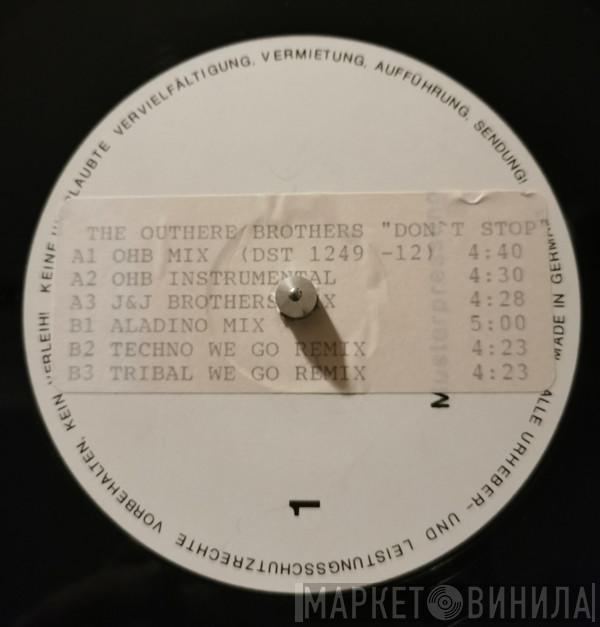 THE OUTHERE BROTHERS "DON'T STOP"
A1 OHB MIX (DST 1249 -12) 4:40
A2 OHB INSTRUMENTAL 4:30
A3 J&J BROTHERS MIX 4:28
B1 ALADINO MIX 5:00
B2 TECHNO WE GO REMIX 4:23
B3 TRIBAL WE GO REMIX 4:23
1
ALLE URHEBER- UND LEISTUNGSSCHUTZRECHTE VORBEHALTEN, KEIN VERLEIH! KEINE UNERLAUBTE VERVIELFÄLTIGUNG, VERMIETUNG, AUFFÜHRUNG, SENDUNG!
MADE IN GERMANY
Musterpressung
МАРКЕТ ВИНИЛА